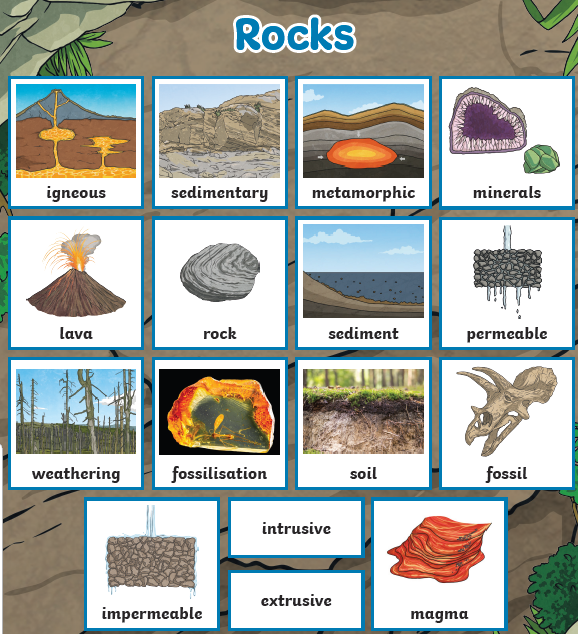 Rocks
igneous
sedimentary
metamorphic
minerals
lava
rock
sediment
permeable
weathering
fossilisation
soil
fossil
impermeable
intrusive
extrusive
magma